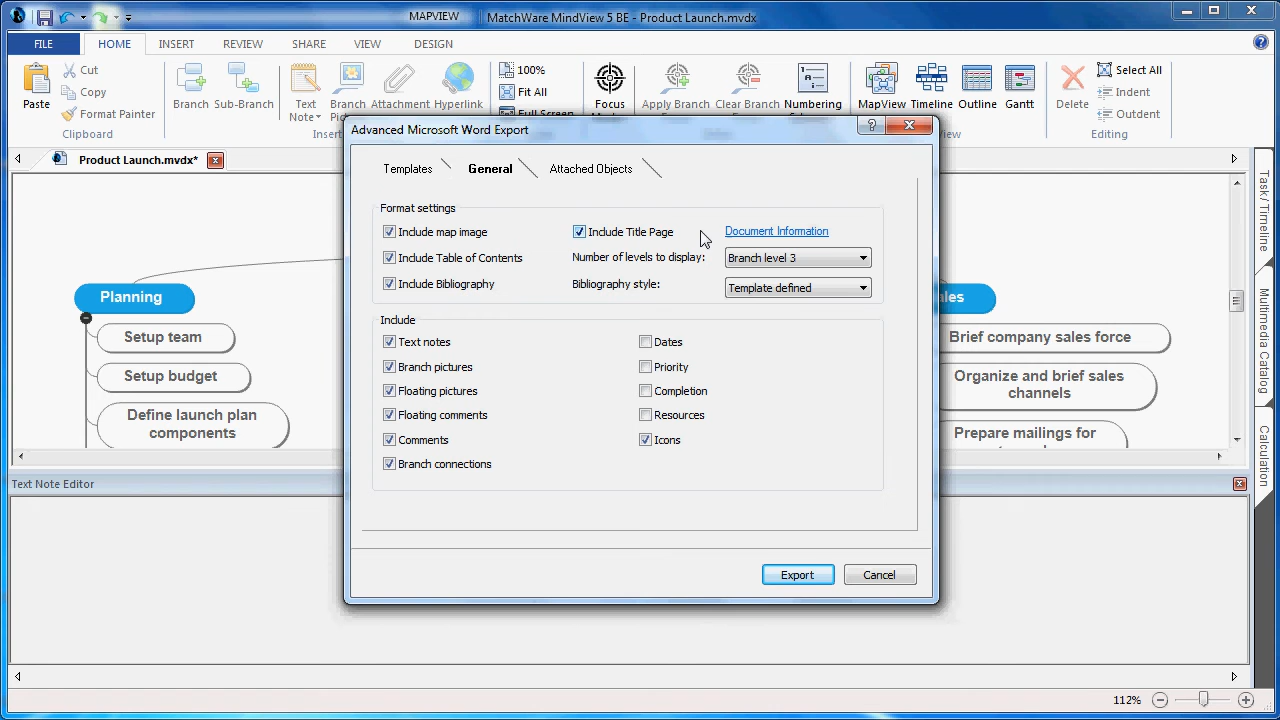 MAPVIEW
MatchWare MindView 5 BE - Product Launch.mvdx
FILE HOME INSERT REVIEW SHARE VIEW DESIGN
Paste
Cut
Copy
Format Painter
Clipboard
Branch Sub-Branch
Text Note
Branch
Attachment Hyperlink
100%
Fit All
Full Screen
Focus
Apply Branch
Clear Branch
Numbering
MapView Timeline Outline Gantt
Delete
Select All
Indent
Outdent
Editing
Product Launch.mvdx*
Planning
Setup team
Setup budget
Define launch plan
components
Brief company sales force
Organize and brief sales
channels
Prepare mailings for
Task / Timeline
Multimedia Catalog
Calculation
Advanced Microsoft Word Export
Templates General Attached Objects
Format settings
Include map image Include Title Page Document Information
Include Table of Contents Number of levels to display: Branch level 3
Include Bibliography Bibliography style: Template defined
Include
Text notes Dates
Branch pictures Priority
Floating pictures Completion
Floating comments Resources
Comments Icons
Branch connections
Export Cancel
Text Note Editor
112%